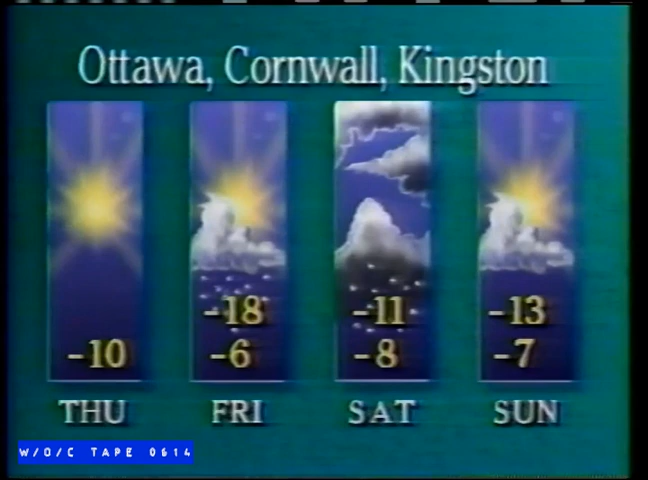 Ottawa, Cornwall, Kingston
-18 -11 -13
-10 -6 -8 -7
THU FRI SAT SUN
W/O/C TAPE 0614